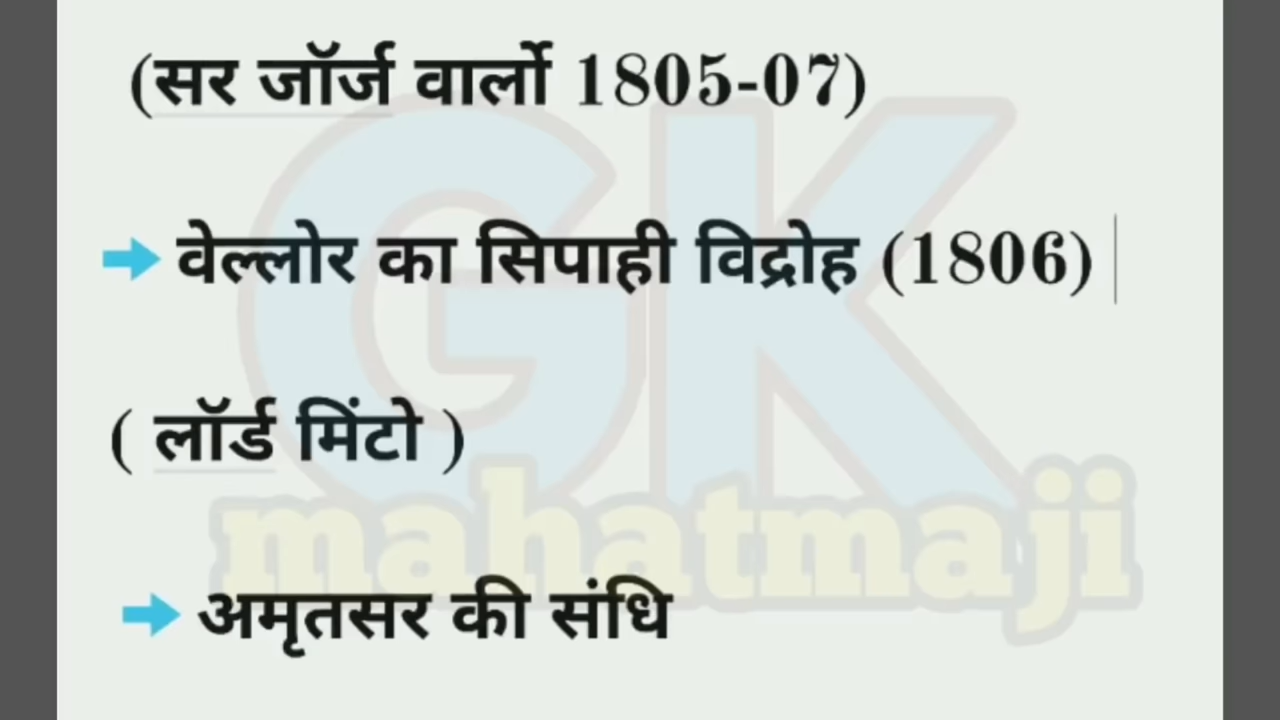 (सर जॉर्ज वार्लो 1805-07)
वेल्लोर का सिपाही विद्रोह (1806)
( लॉर्ड मिंटो )
अमृतसर की संधि
GK
mahatmaji